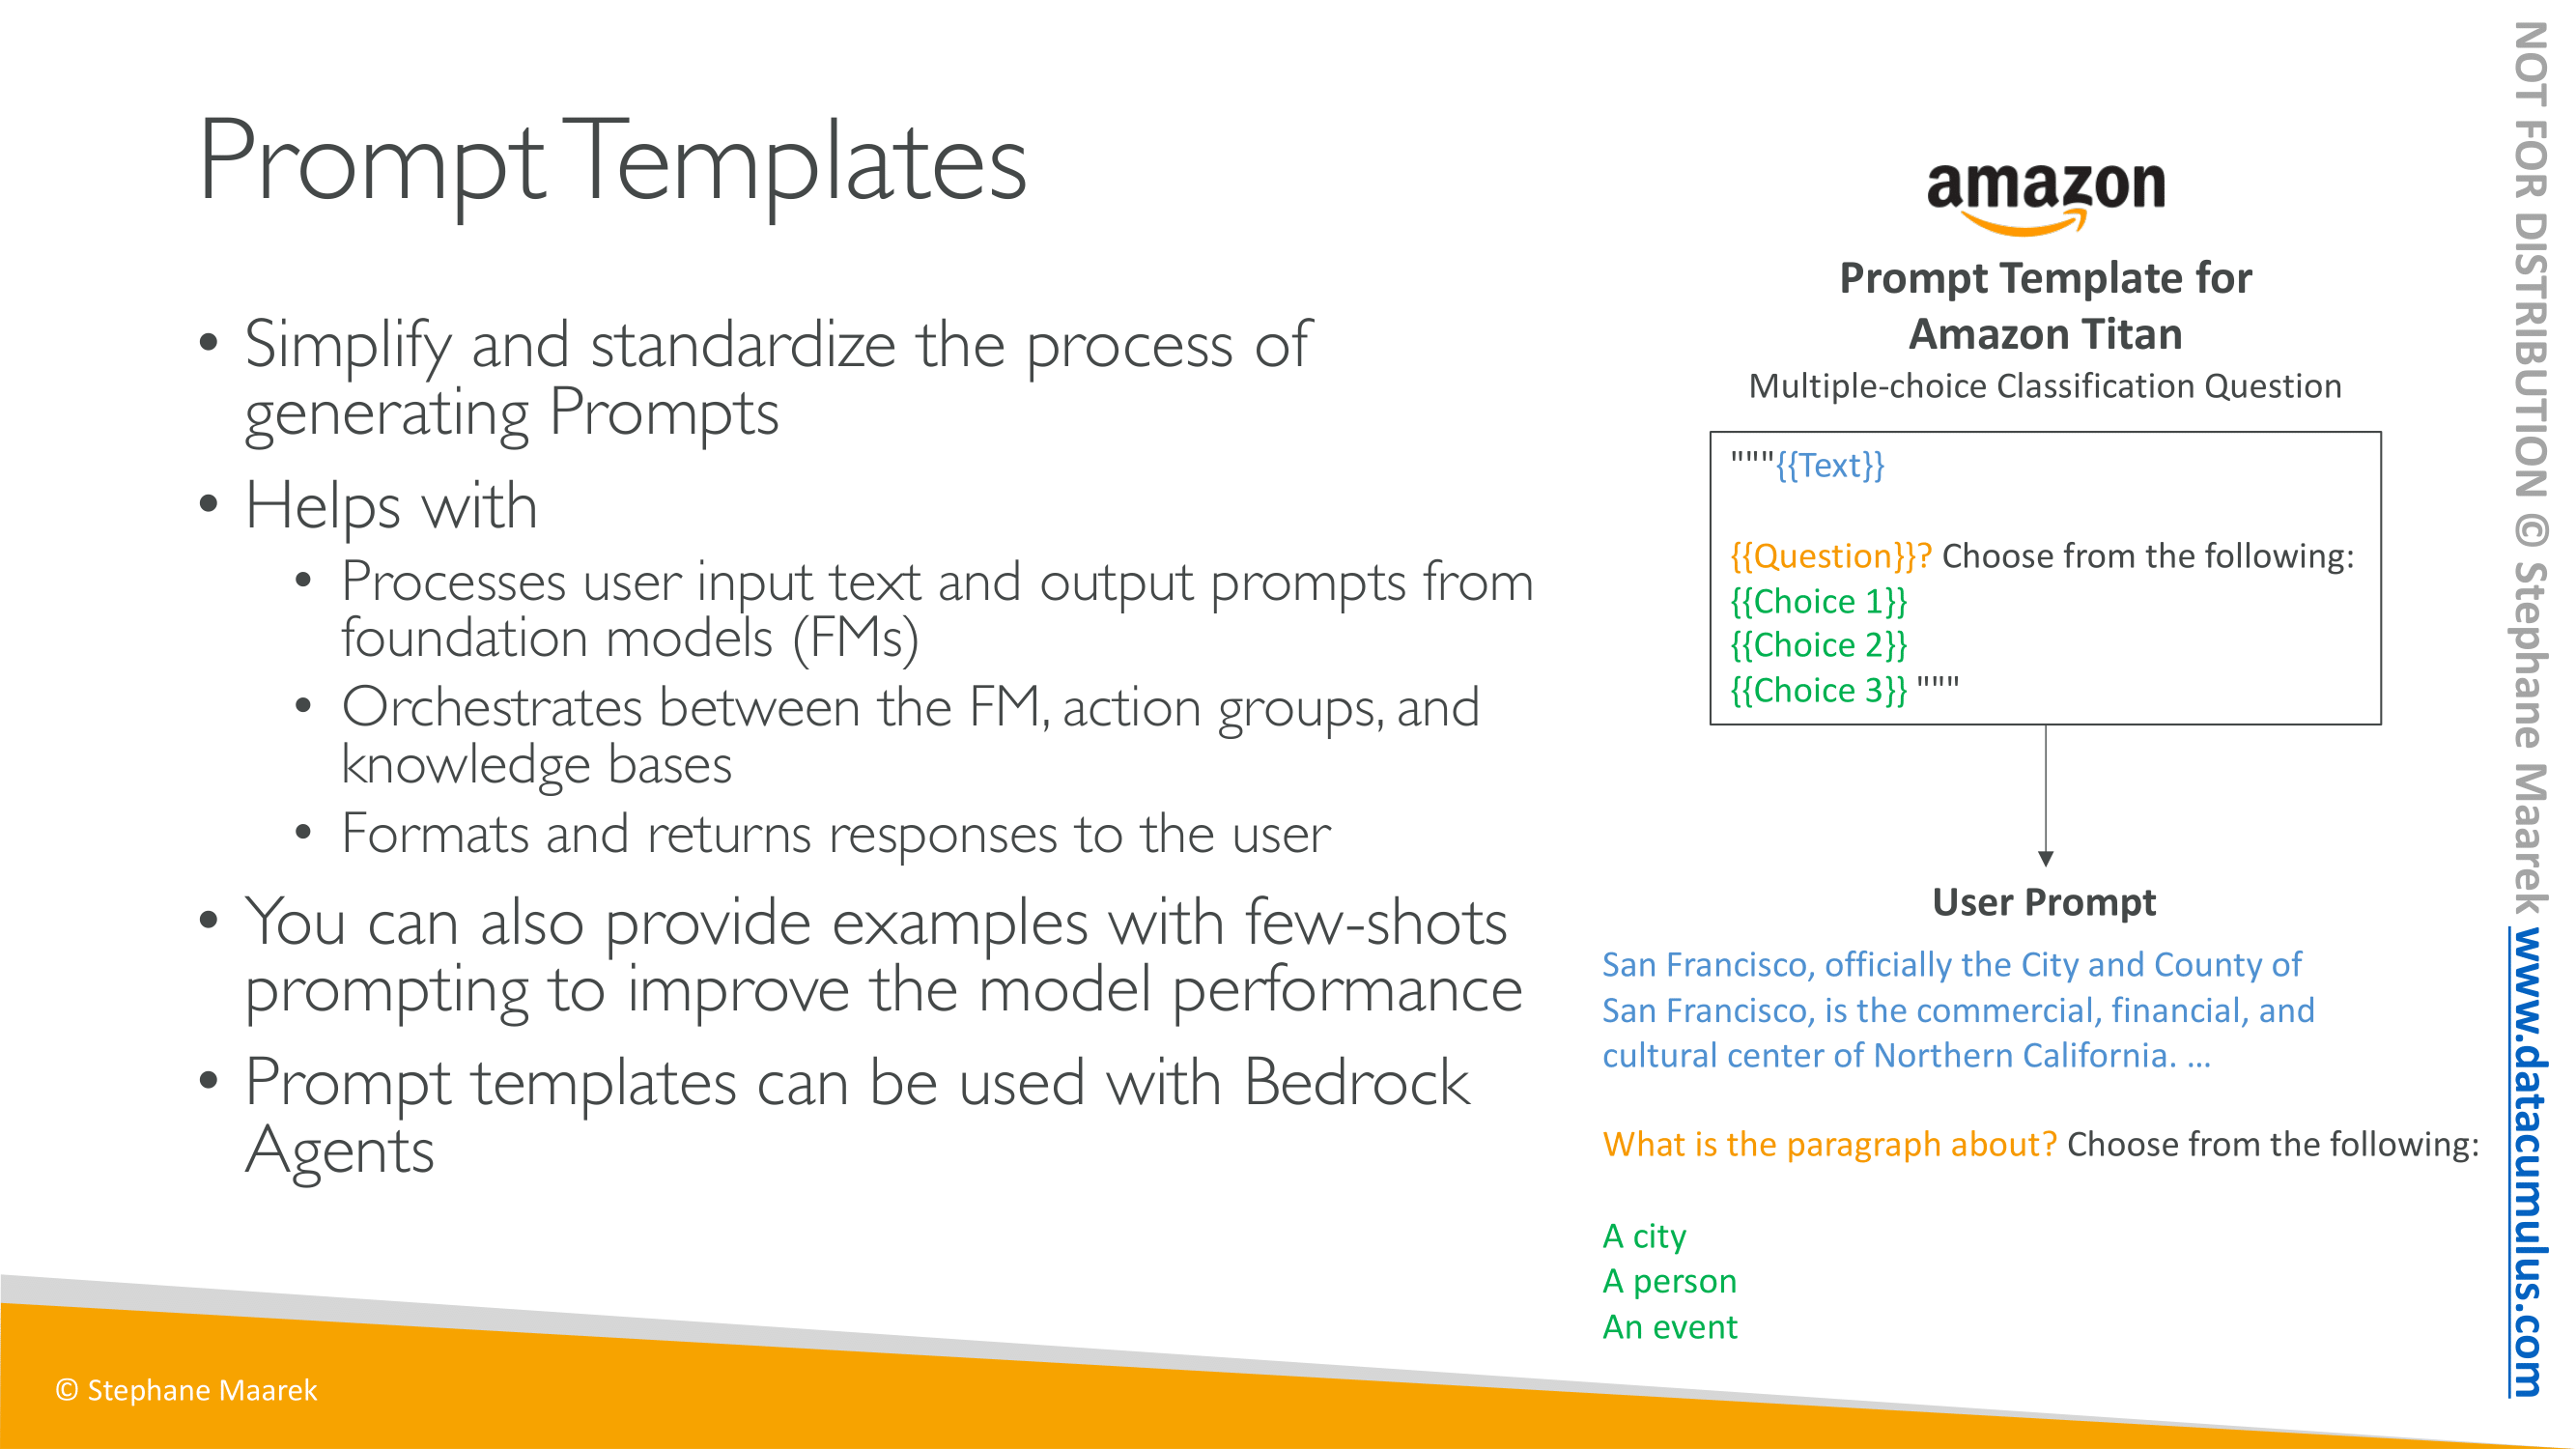 Prompt Templates
• Simplify and standardize the process of
generating Prompts
• Helps with
• Processes user input text and output prompts from
foundation models (FMs)
• Orchestrates between the FM, action groups, and
knowledge bases
• Formats and returns responses to the user
• You can also provide examples with few-shots
prompting to improve the model performance
• Prompt templates can be used with Bedrock
Agents
amazon
Prompt Template for
Amazon Titan
Multiple-choice Classification Question
"""{{Text}}
{{Question}}? Choose from the following:
{{Choice 1}}
{{Choice 2}}
{{Choice 3}} """
User Prompt
San Francisco, officially the City and County of
San Francisco, is the commercial, financial, and
cultural center of Northern California. ...
What is the paragraph about? Choose from the following:
A city
A person
An event
© Stephane Maarek
NOT FOR DISTRIBUTION © Stephane Maarek www.datacumulus.com